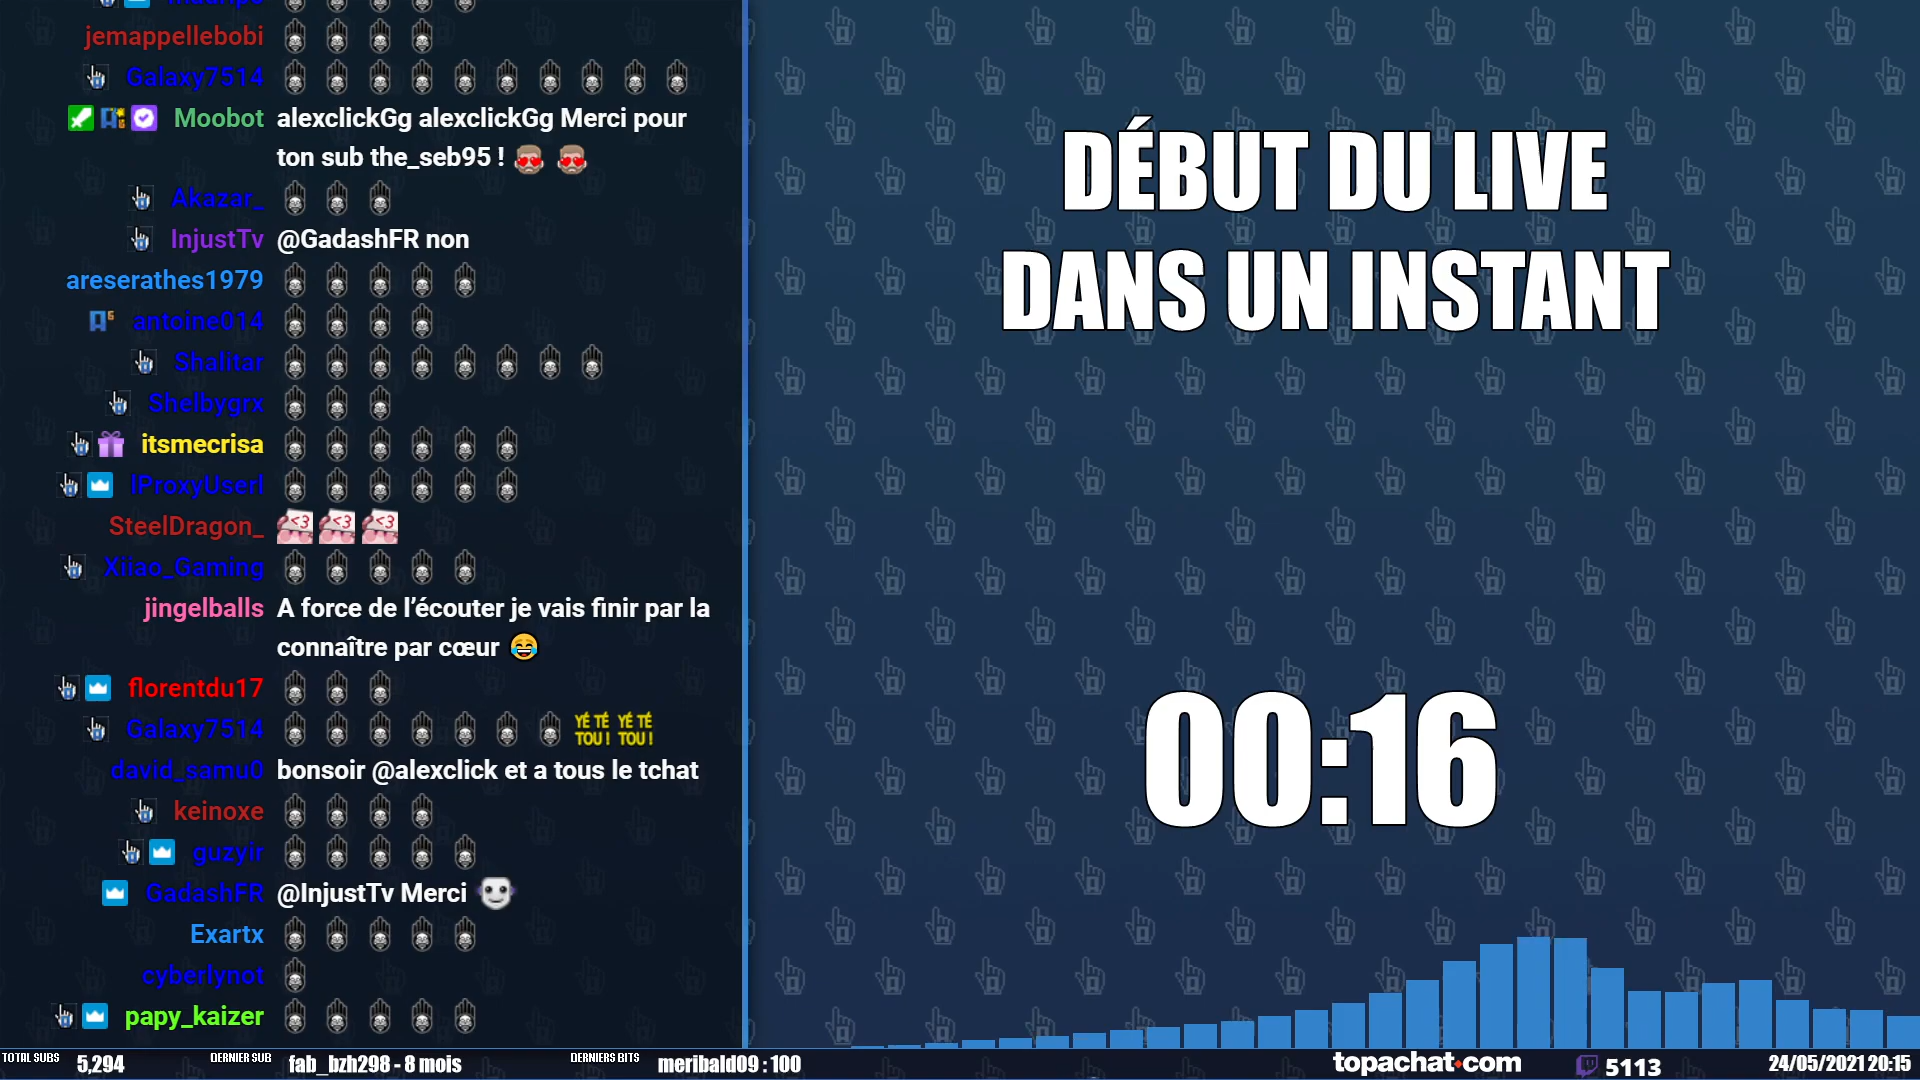 jemappellebobi
Galaxy7514
Moobot alexclickGg alexclickGg Merci pour
ton sub the_seb95 !
Akazar_
InjustTv @GadashFR non
areserathes1979
antoine014
Shalitar
Shelbygrx
itsmecrisa
IProxyUserI
SteelDragon_ <3 <3 <3
Xiiao_Gaming
jingelballs A force de l’écouter je vais finir par la
connaître par cœur
florentdu17
Galaxy7514 YÉ TÉ TOU ! YÉ TÉ TOU !
david_samu0 bonsoir @alexclick et a tous le tchat
keinoxe
guzyir
GadashFR @InjustTv Merci
Exartx
cyberlynot
papy_kaizer
DÉBUT DU LIVE
DANS UN INSTANT
00:16
TOTAL SUBS 5,294 DERNIER SUB fab_bzh298 - 8 mois DERNIERS BITS meribald09 : 100 topachat.com 5113 24/05/2021 20:15